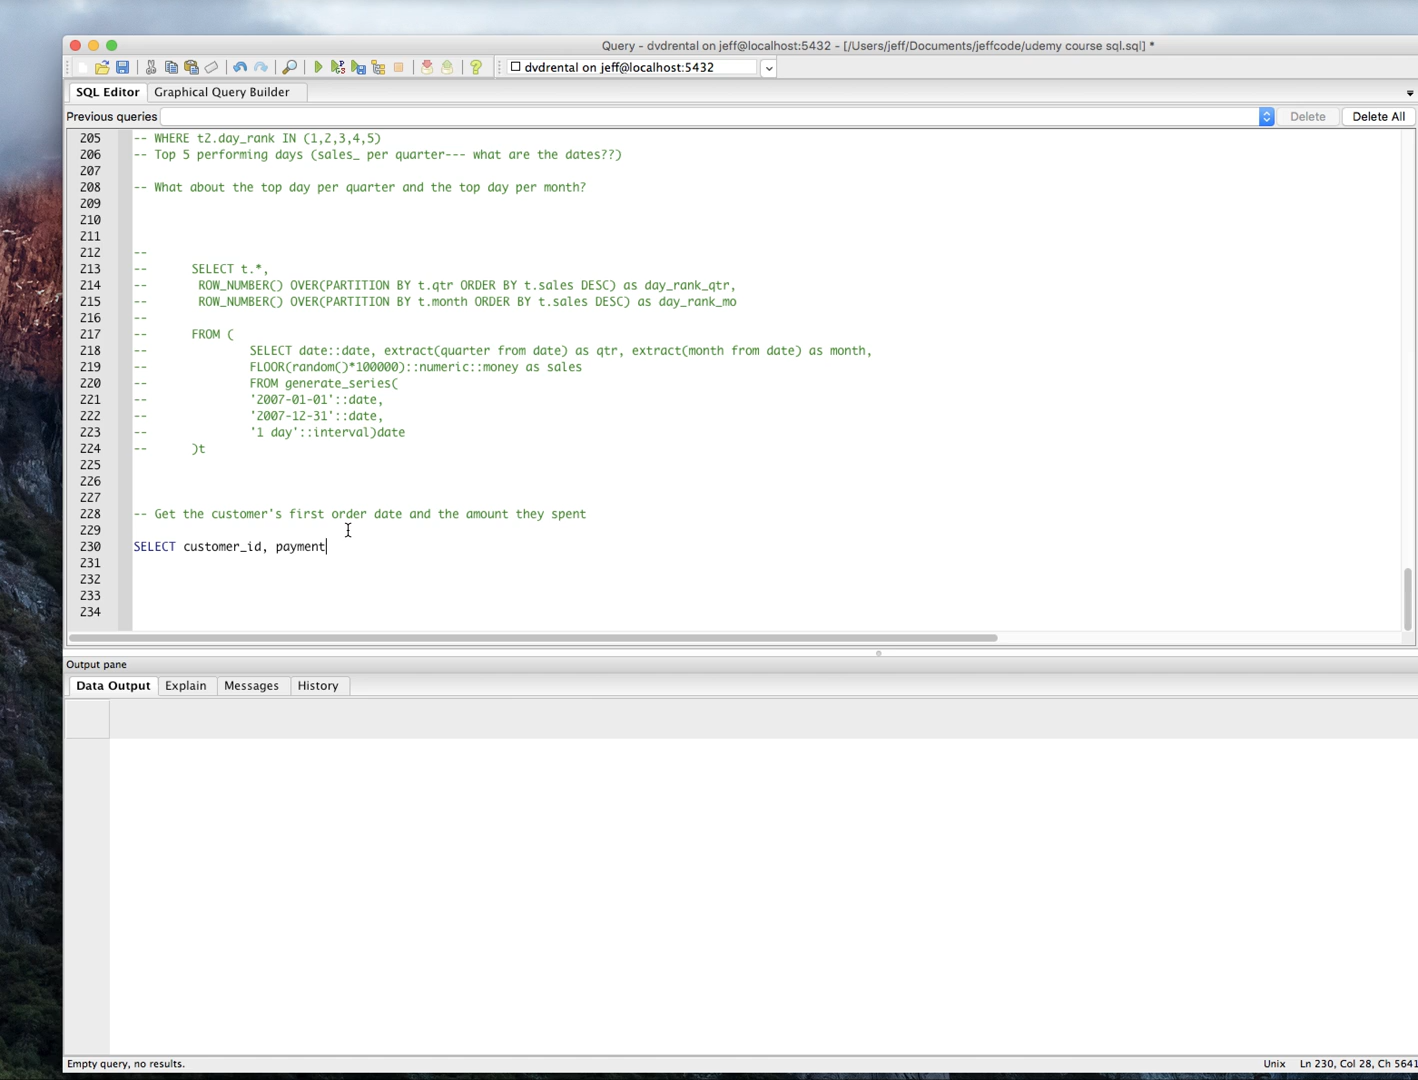 Query - dvdrental on jeff@localhost:5432 - [/Users/jeff/Documents/jeffcode/udemy course sql.sql] *
dvdrental on jeff@localhost:5432
SQL Editor Graphical Query Builder
Previous queries Delete Delete All
205 -- WHERE t2.day_rank IN (1,2,3,4,5)
206 -- Top 5 performing days (sales_ per quarter--- what are the dates??)
207
208 -- What about the top day per quarter and the top day per month?
209
210
211
212 --
213 -- SELECT t.*,
214 -- ROW_NUMBER() OVER(PARTITION BY t.qtr ORDER BY t.sales DESC) as day_rank_qtr,
215 -- ROW_NUMBER() OVER(PARTITION BY t.month ORDER BY t.sales DESC) as day_rank_mo
216 --
217 -- FROM (
218 -- SELECT date::date, extract(quarter from date) as qtr, extract(month from date) as month,
219 -- FLOOR(random()*100000)::numeric::money as sales
220 -- FROM generate_series(
221 -- '2007-01-01'::date,
222 -- '2007-12-31'::date,
223 -- '1 day'::interval)date
224 -- )t
225
226
227
228 -- Get the customer's first order date and the amount they spent
229
230 SELECT customer_id, payment
231
232
233
234
Output pane
Data Output Explain Messages History
Empty query, no results. Unix Ln 230, Col 28, Ch 5641